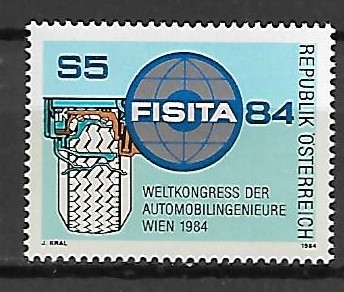 S5
FISITA 84
REPUBLIK ÖSTERREICH
WELTKONGRESS DER
AUTOMOBILINGENIEURE
WIEN 1984
J. KRAL
1984